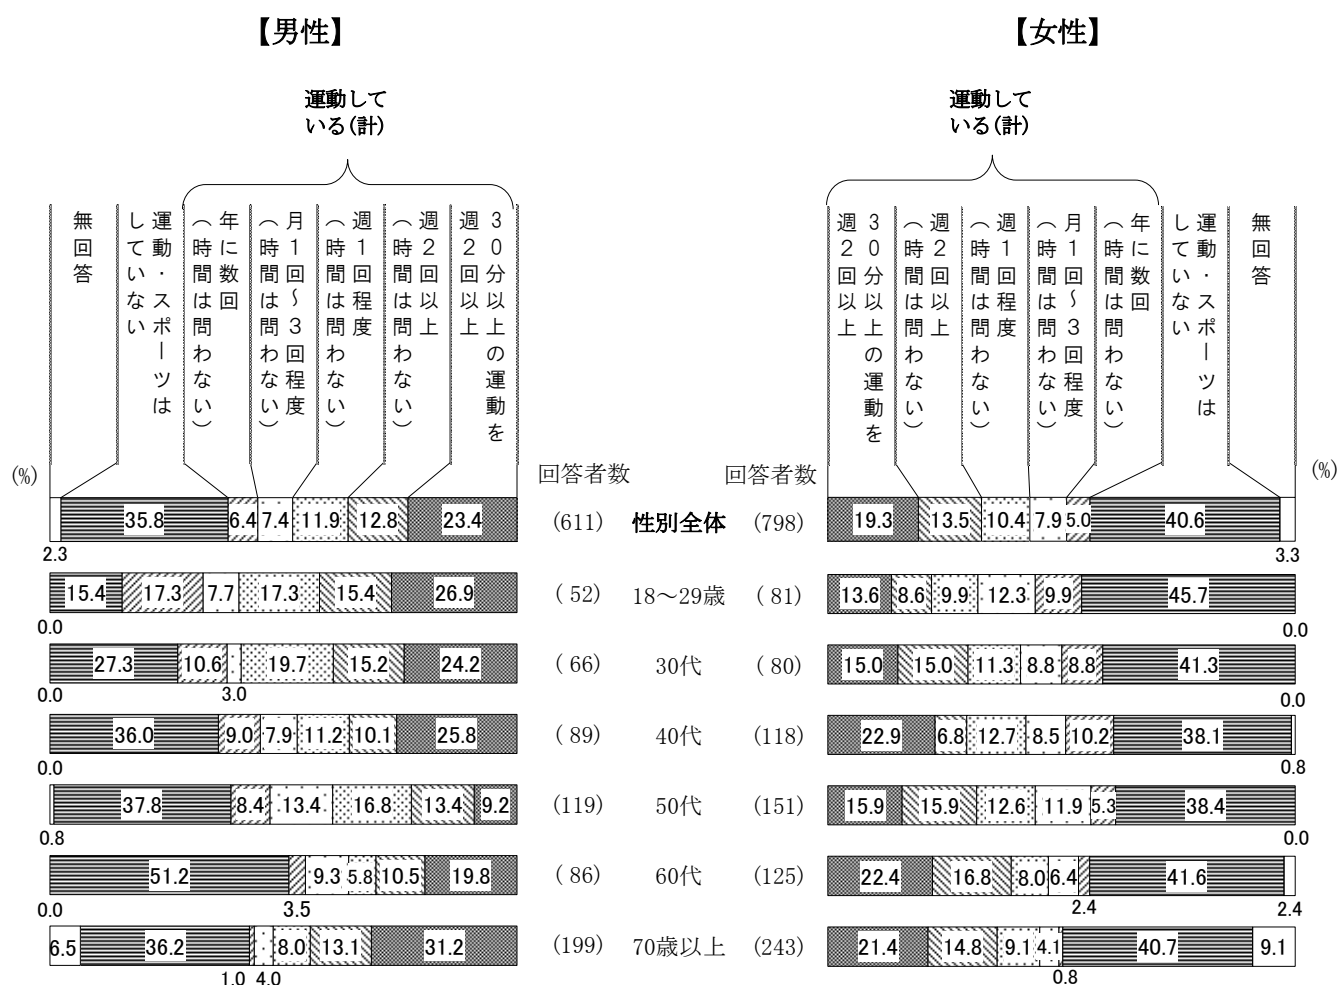 【男性】
【女性】
運動して
いる(計)
運動して
いる(計)
無回答
運動・スポーツは
していない
年に数回
（時間は問わない）
月１回～３回程度
（時間は問わない）
週１回程度
（時間は問わない）
週２回以上
（時間は問わない）
３０分以上の運動を
週２回以上
３０分以上の運動を
週２回以上
週２回以上
（時間は問わない）
週１回程度
（時間は問わない）
月１回～３回程度
（時間は問わない）
年に数回
（時間は問わない）
運動・スポーツは
していない
無回答
(%) 回答者数 回答者数 (%)
35.8 6.4 7.4 11.9 12.8 23.4 (611) 性別全体 (798) 19.3 13.5 10.4 7.9 5.0 40.6
2.3 3.3
15.4 17.3 7.7 17.3 15.4 26.9 ( 52) 18～29歳 ( 81) 13.6 8.6 9.9 12.3 9.9 45.7
0.0 0.0
27.3 10.6 19.7 15.2 24.2 ( 66) 30代 ( 80) 15.0 15.0 11.3 8.8 8.8 41.3
0.0 3.0 0.0
36.0 9.0 7.9 11.2 10.1 25.8 ( 89) 40代 (118) 22.9 6.8 12.7 8.5 10.2 38.1
0.0 0.8
37.8 8.4 13.4 16.8 13.4 9.2 (119) 50代 (151) 15.9 15.9 12.6 11.9 5.3 38.4
0.8 0.0
51.2 9.3 5.8 10.5 19.8 ( 86) 60代 (125) 22.4 16.8 8.0 6.4 41.6
0.0 3.5 2.4 2.4
6.5 36.2 8.0 13.1 31.2 (199) 70歳以上 (243) 21.4 14.8 9.1 4.1 40.7 9.1
1.0 4.0 0.8